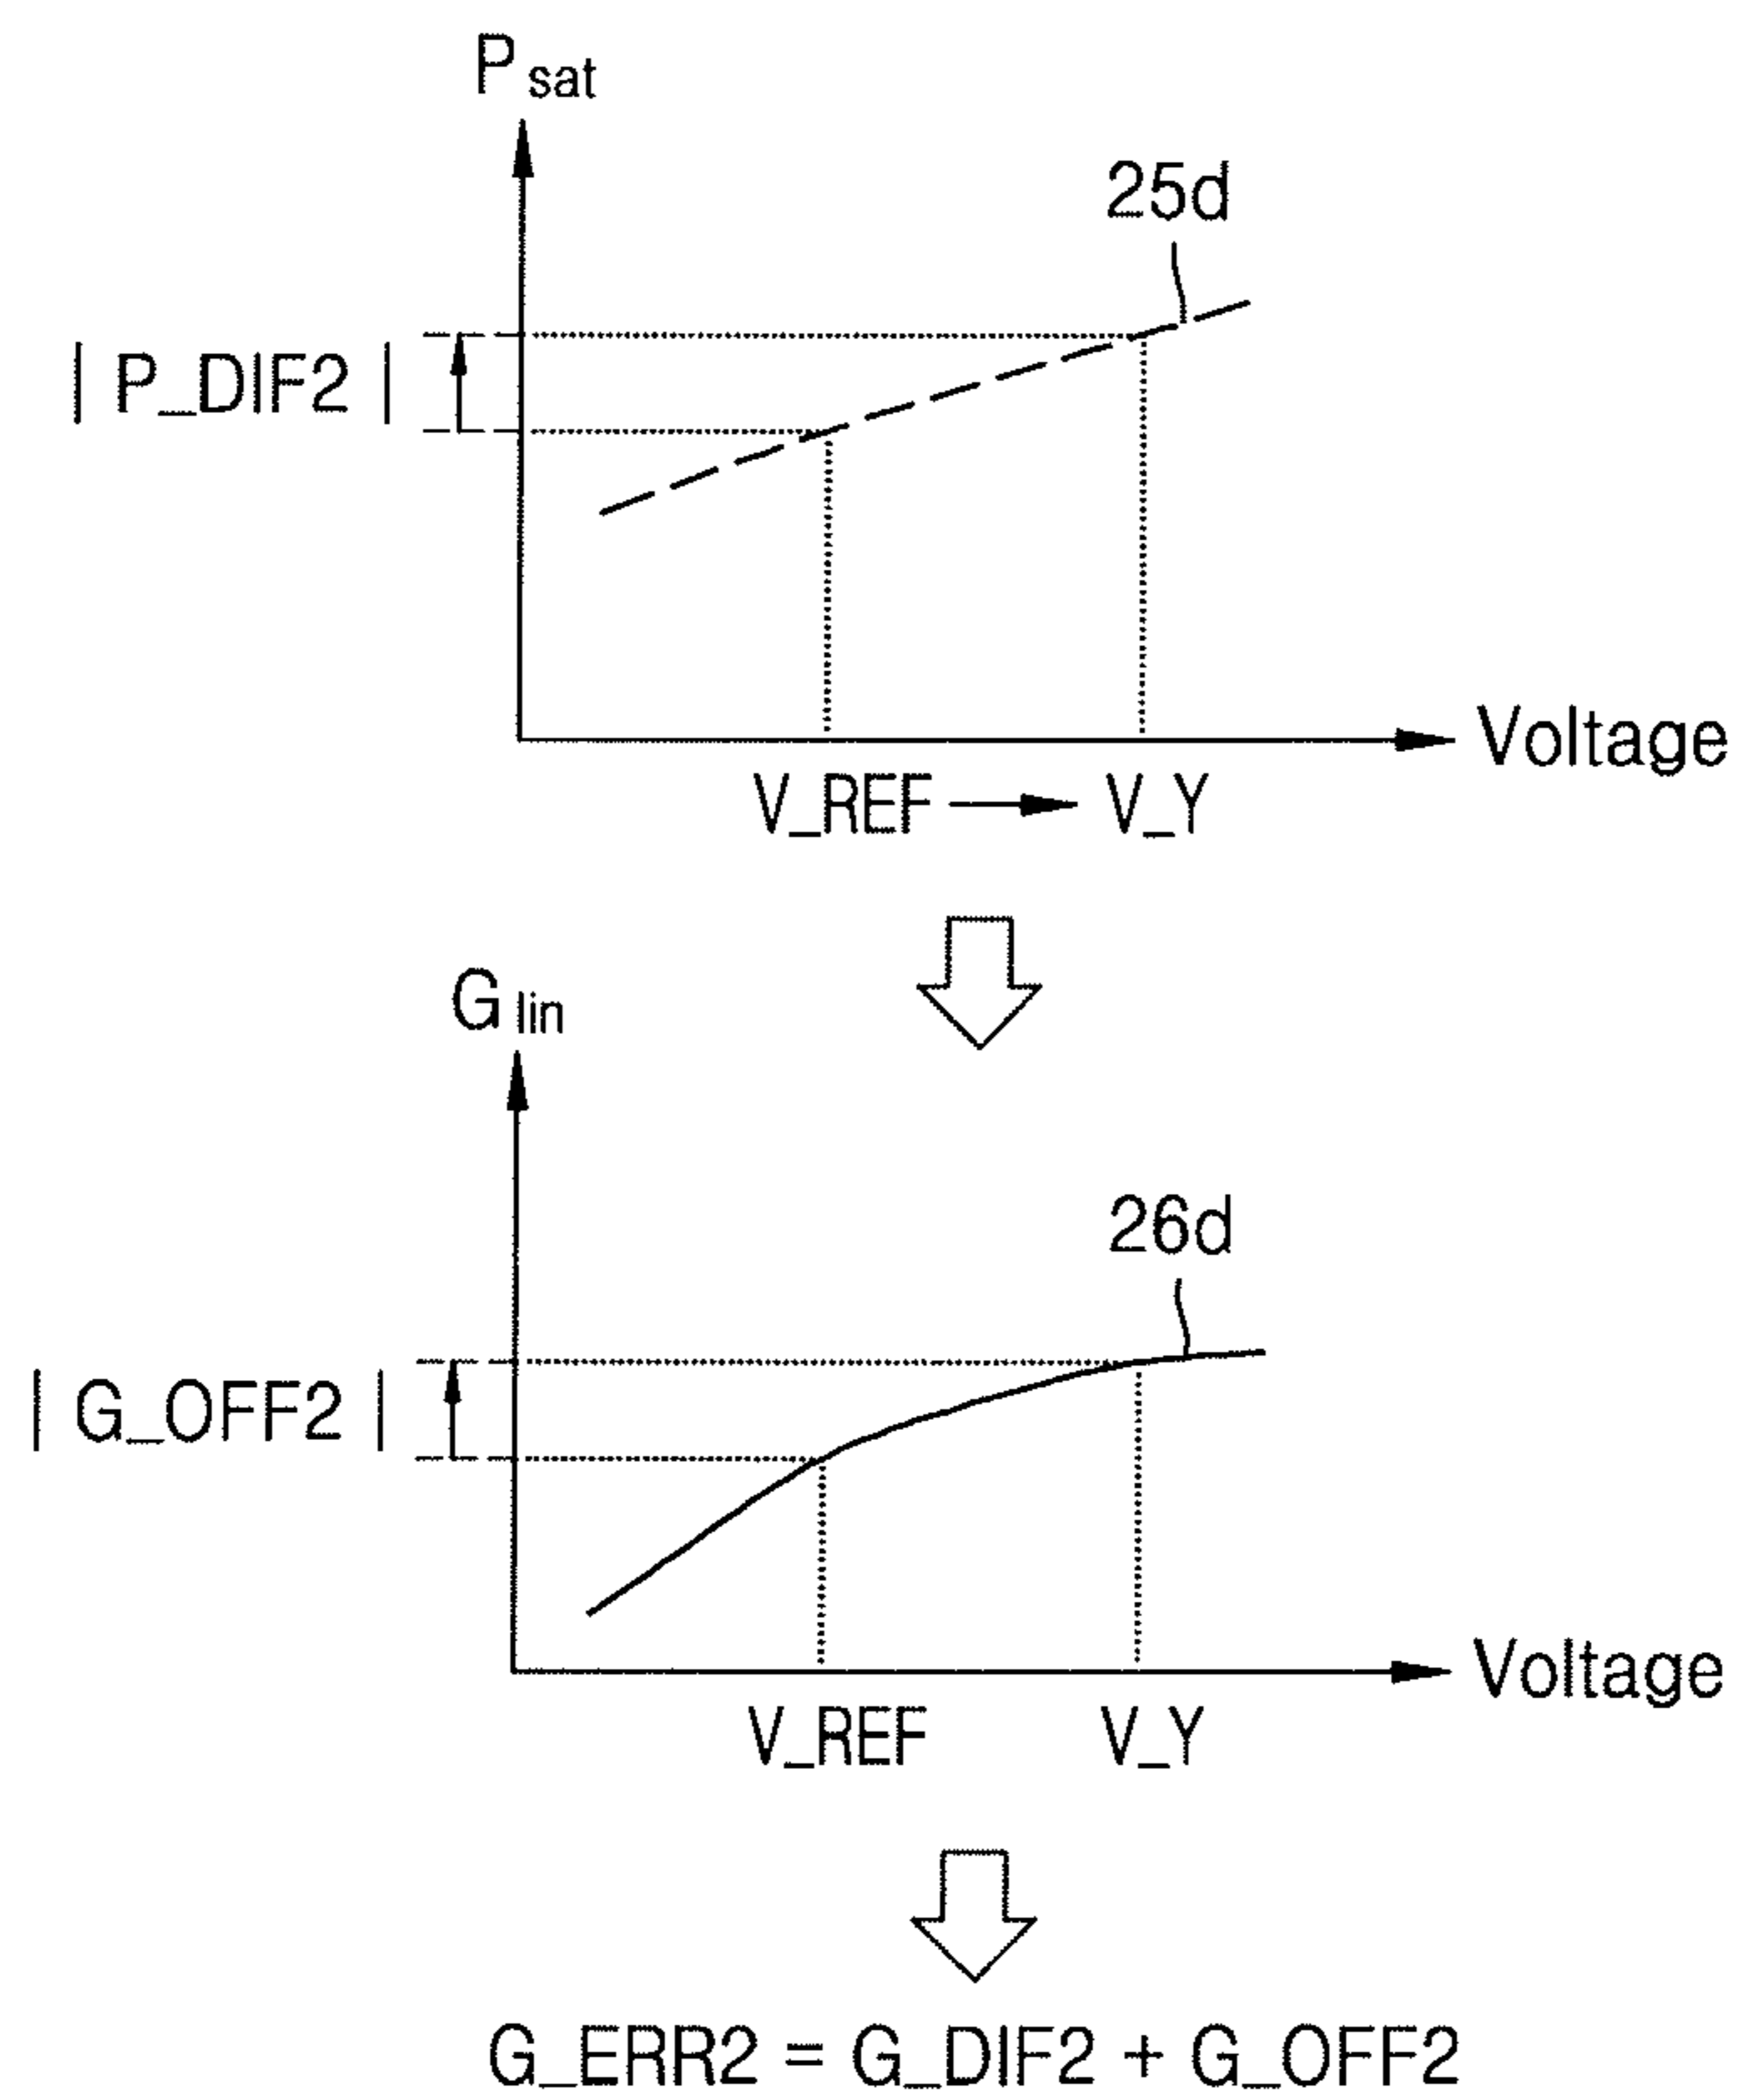 P sat
25d
| P_DIF2 |
Voltage
V_REF → V_Y
G lin
26d
| G_OFF2 |
Voltage
V_REF V_Y
G_ERR2 = G_DIF2 + G_OFF2